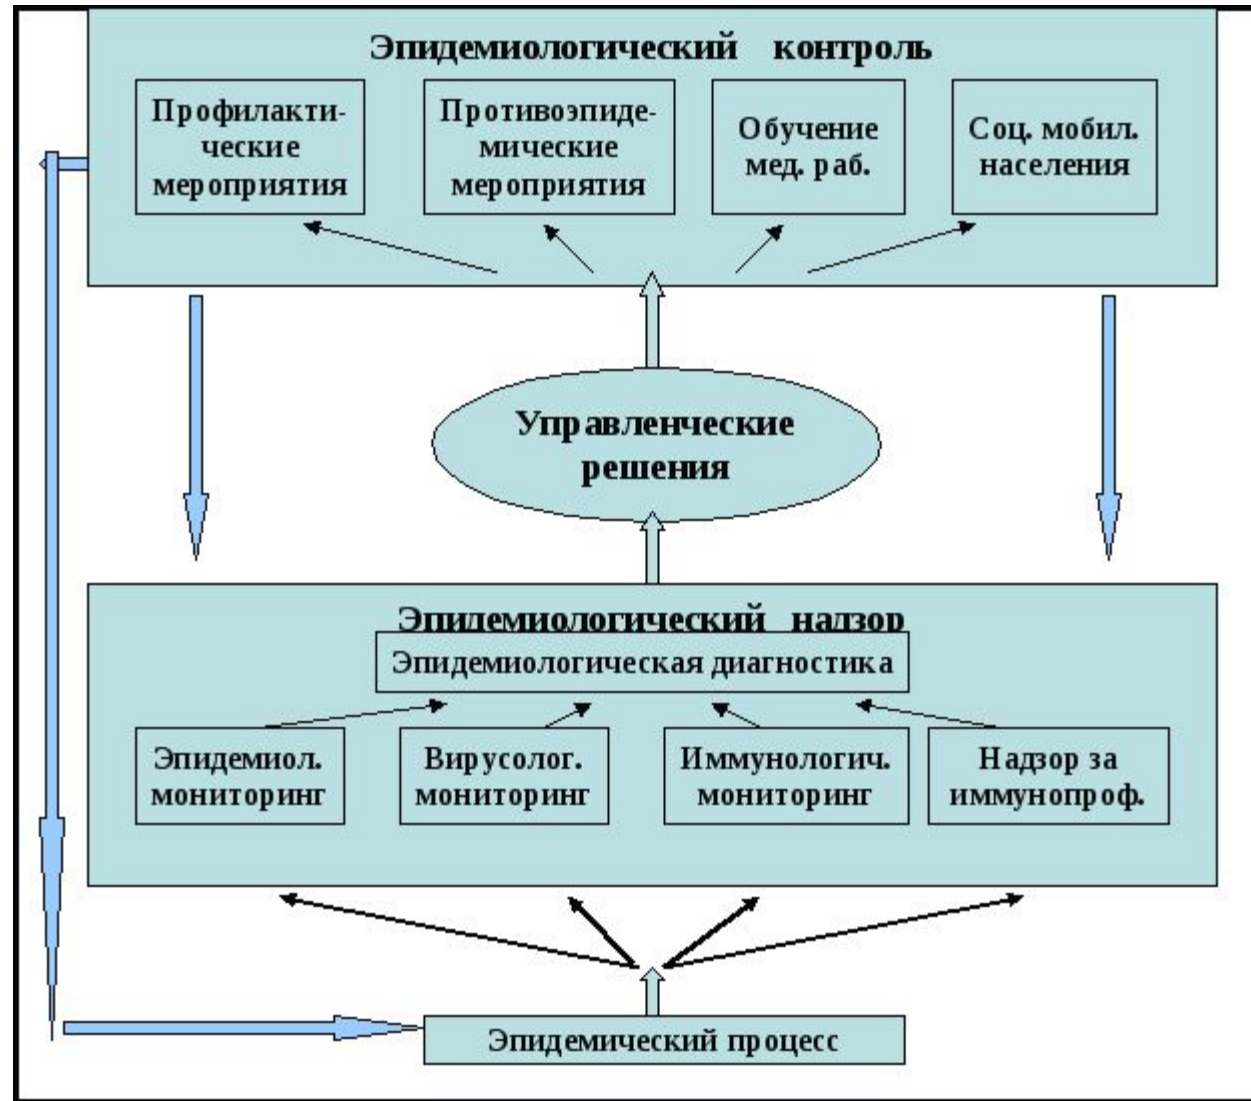 Эпидемиологический контроль
Профилакти-
ческие
мероприятия
Противоэпиде-
мические
мероприятия
Обучение
мед. раб.
Соц. мобил.
населения
Управленческие
решения
Эпидемиологический надзор
Эпидемиологическая диагностика
Эпидемиол.
мониторинг
Вирусолог.
мониторинг
Иммунологич.
мониторинг
Надзор за
иммунопроф.
Эпидемический процесс